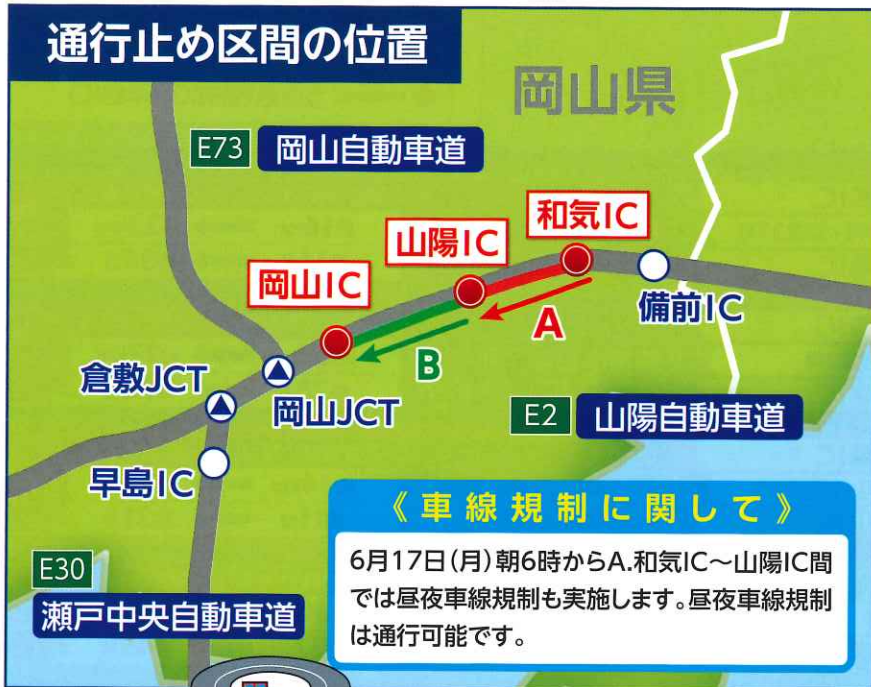 通行止め区間の位置
岡山県
E73 岡山自動車道
和気IC
山陽IC
岡山IC
備前IC
A
B
倉敷JCT
岡山JCT
E2 山陽自動車道
早島IC
《車線規制に関して》
6月17日(月)朝6時からA.和気IC～山陽IC間
では昼夜車線規制も実施します。昼夜車線規制
は通行可能です。
E30
瀬戸中央自動車道